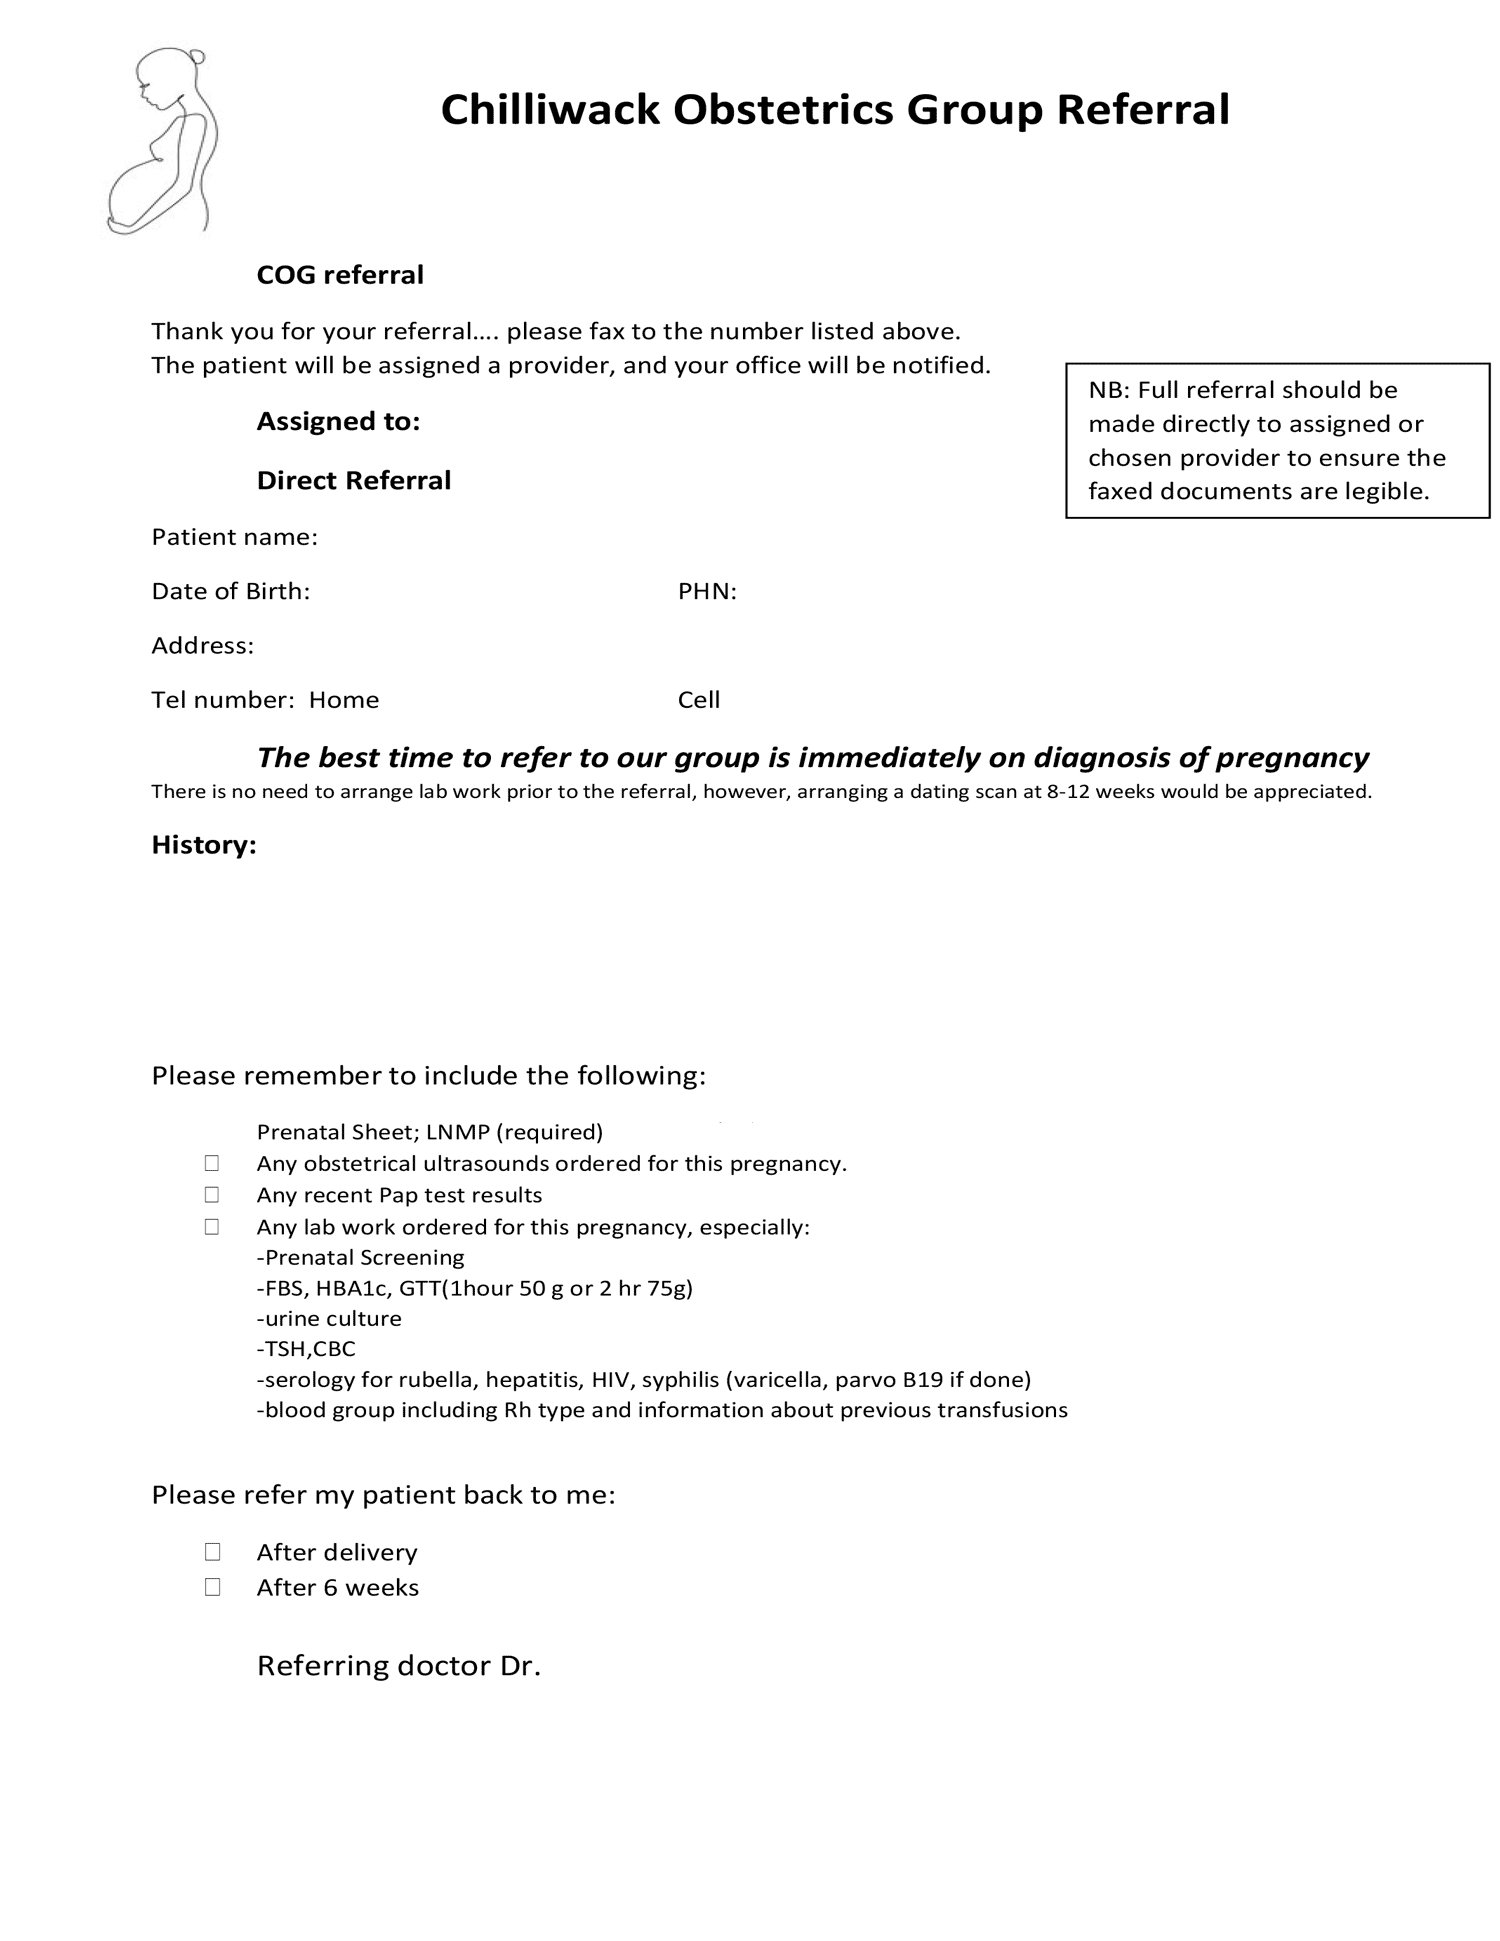 Chilliwack Obstetrics Group Referral
COG referral
Thank you for your referral.... please fax to the number listed above.
The patient will be assigned a provider, and your office will be notified.
NB: Full referral should be
made directly to assigned or
chosen provider to ensure the
faxed documents are legible.
Assigned to:
Direct Referral
Patient name:
Date of Birth: PHN:
Address:
Tel number: Home Cell
The best time to refer to our group is immediately on diagnosis of pregnancy
There is no need to arrange lab work prior to the referral, however, arranging a dating scan at 8-12 weeks would be appreciated.
History:
Please remember to include the following:
Prenatal Sheet; LNMP (required)
☐ Any obstetrical ultrasounds ordered for this pregnancy.
☐ Any recent Pap test results
☐ Any lab work ordered for this pregnancy, especially:
-Prenatal Screening
-FBS, HBA1c, GTT(1hour 50 g or 2 hr 75g)
-urine culture
-TSH,CBC
-serology for rubella, hepatitis, HIV, syphilis (varicella, parvo B19 if done)
-blood group including Rh type and information about previous transfusions
Please refer my patient back to me:
☐ After delivery
☐ After 6 weeks
Referring doctor Dr.